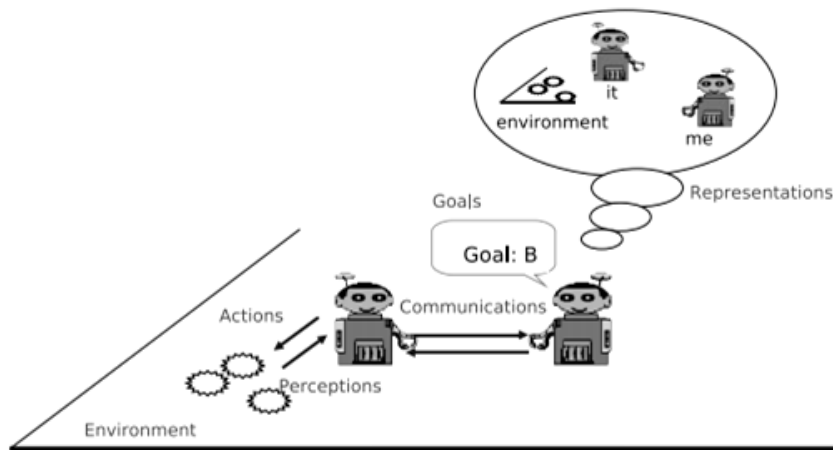 it
environment
me
Representations
Goals
Goal: B
Communications
Actions
Perceptions
Environment